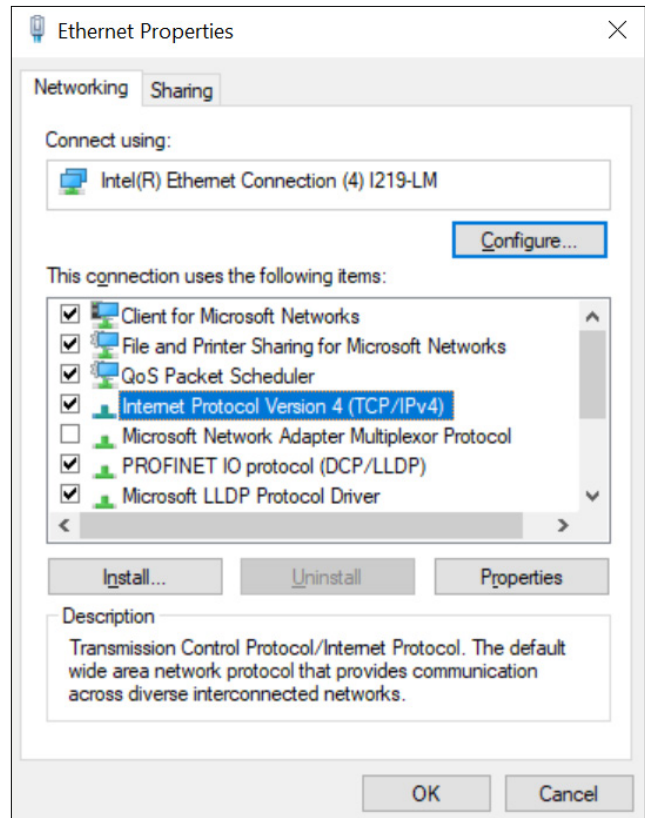 Ethernet Properties
Networking
Sharing
Connect using:
Intel(R) Ethernet Connection (4) I219-LM
Configure...
This connection uses the following items:
Client for Microsoft Networks
File and Printer Sharing for Microsoft Networks
QoS Packet Scheduler
Internet Protocol Version 4 (TCP/IPv4)
Microsoft Network Adapter Multiplexor Protocol
PROFINET IO protocol (DCP/LLDP)
Microsoft LLDP Protocol Driver
Install...
Uninstall
Properties
Description
Transmission Control Protocol/Internet Protocol. The default
wide area network protocol that provides communication
across diverse interconnected networks.
OK
Cancel